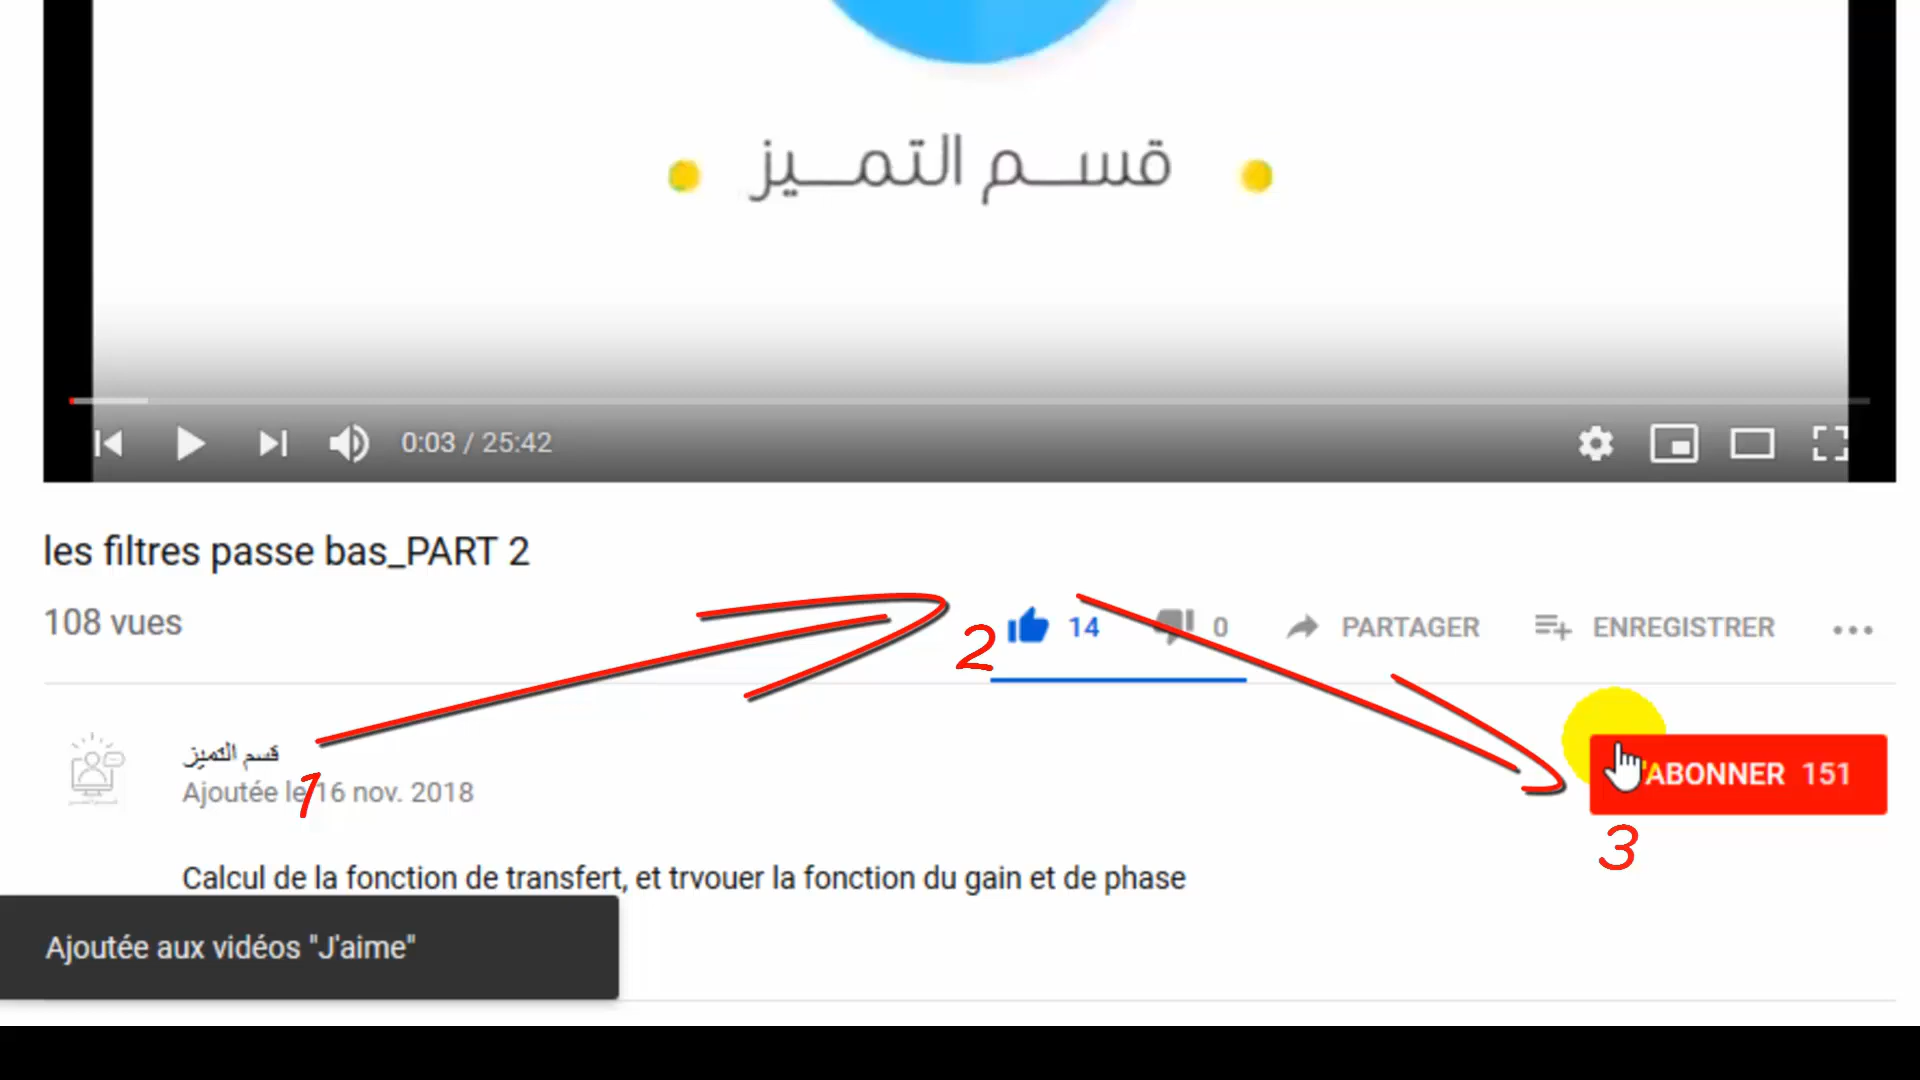 قسم التميز
0:03 / 25:42
les filtres passe bas_PART 2
108 vues
2
14
0
PARTAGER
ENREGISTRER
قسم التميز
1
Ajoutée le 16 nov. 2018
'ABONNER 151
3
Calcul de la fonction de transfert, et trvouer la fonction du gain et de phase
Ajoutée aux vidéos "J'aime"